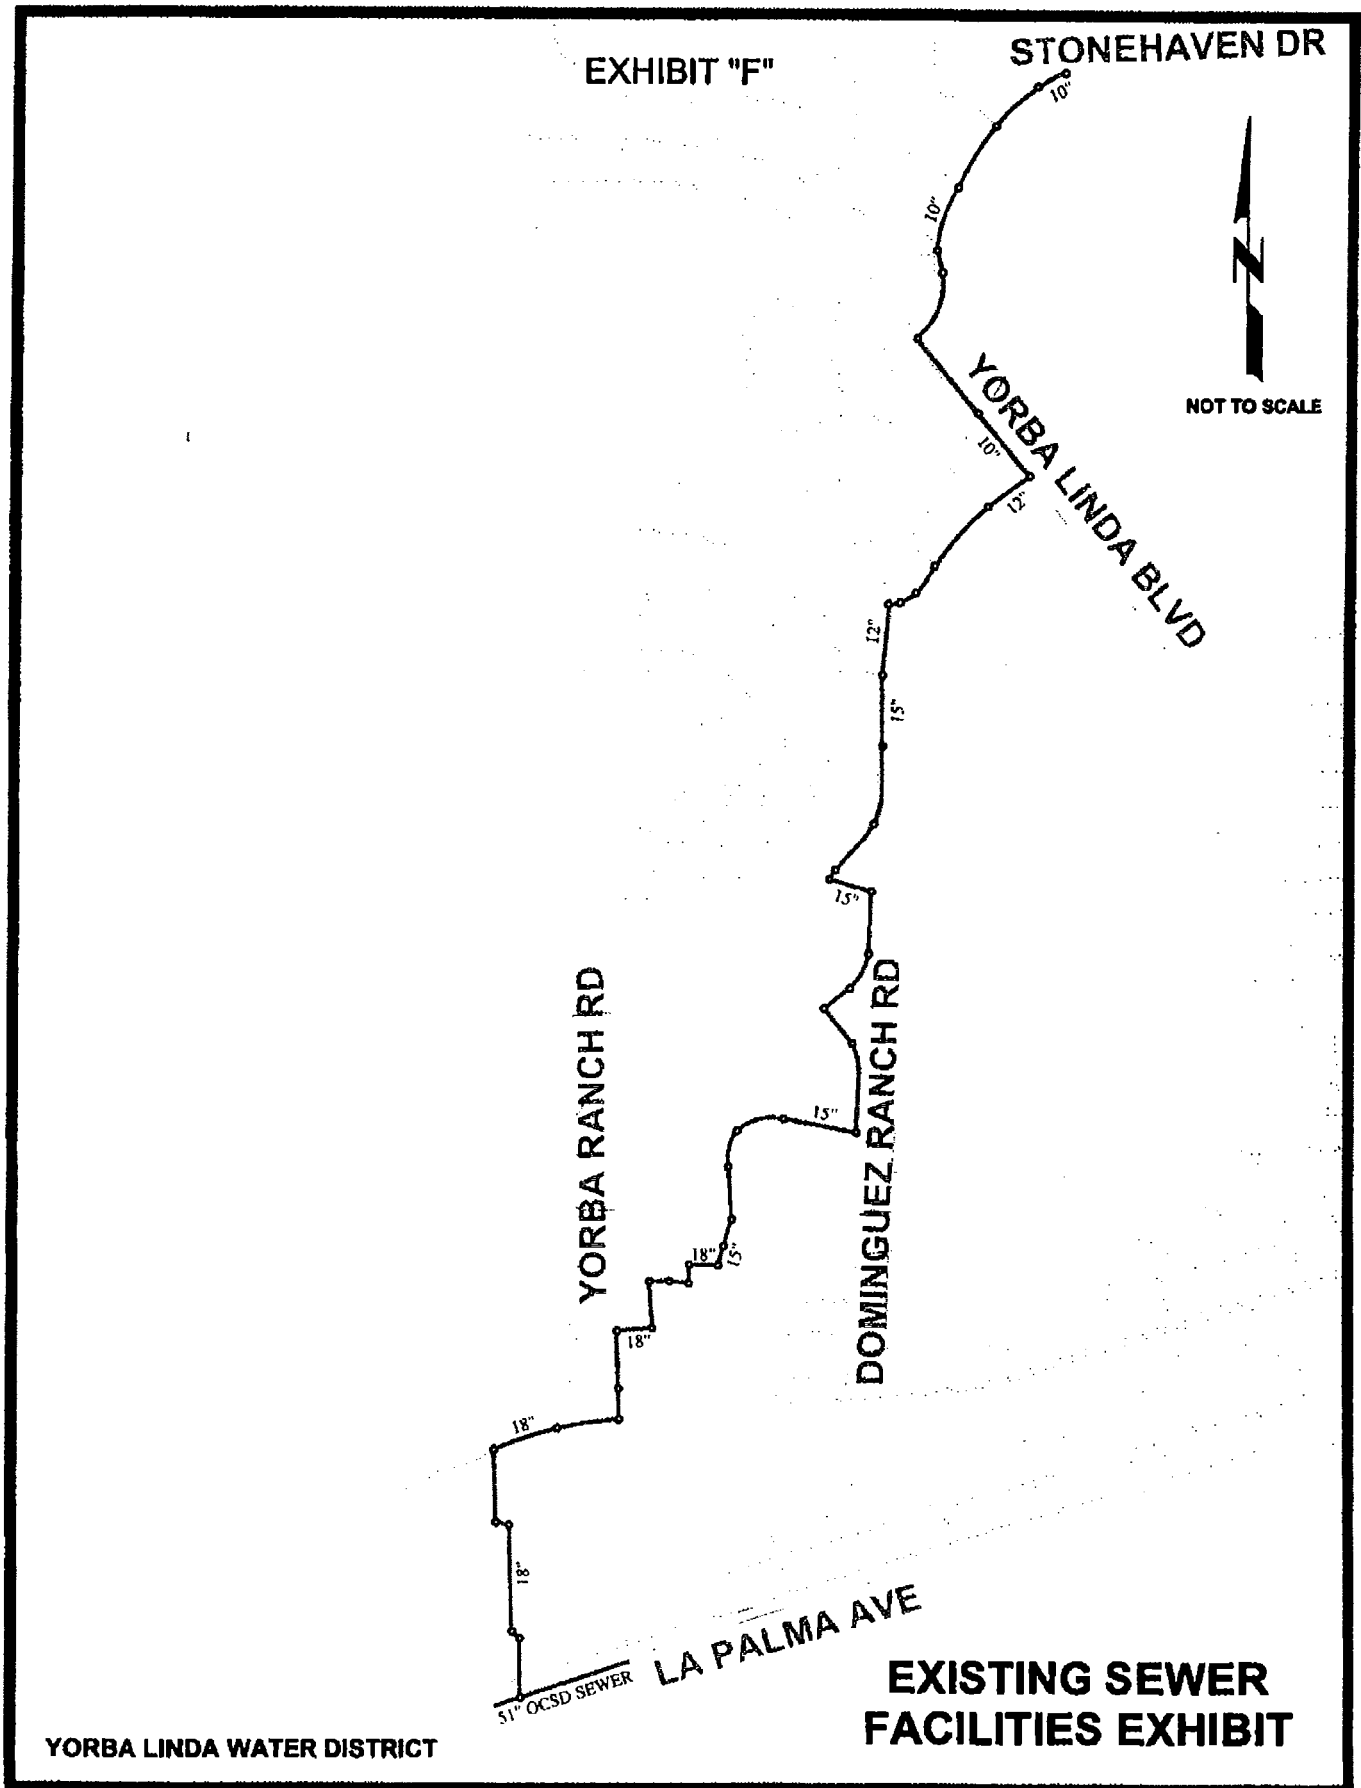 EXHIBIT "F"
STONEHAVEN DR
10"
10"
N
NOT TO SCALE
YORBA LINDA BLVD
10"
12"
12"
15"
15"
YORBA RANCH RD
DOMINGUEZ RANCH RD
15"
15"
18"
18"
18"
18"
51" OCSD SEWER
LA PALMA AVE
EXISTING SEWER
FACILITIES EXHIBIT
YORBA LINDA WATER DISTRICT